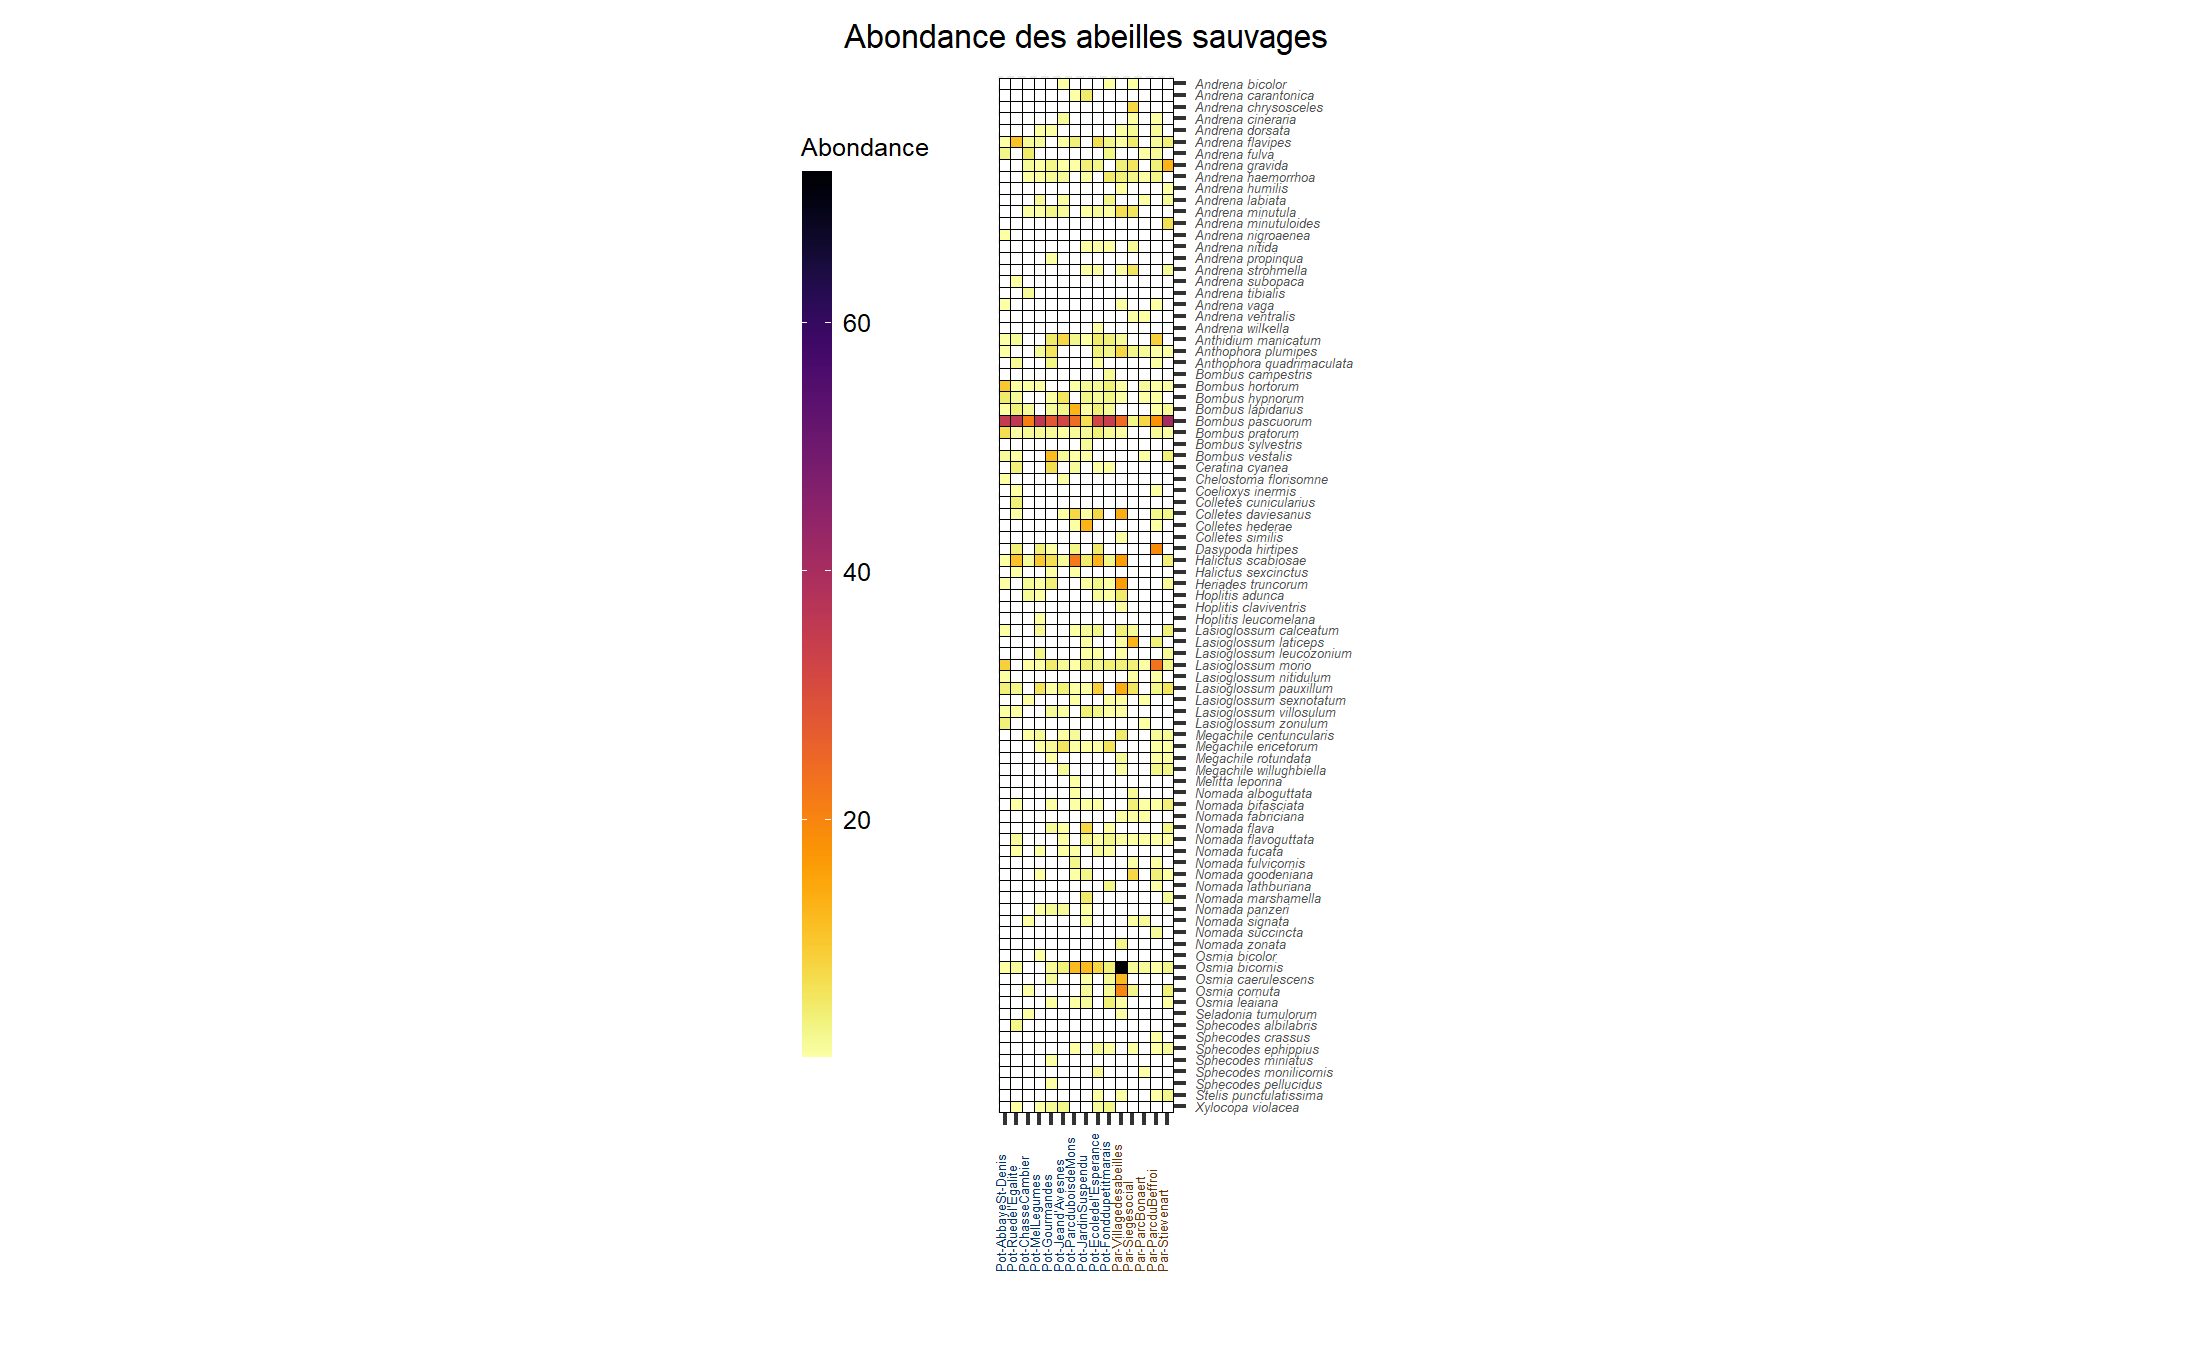 Abondance des abeilles sauvages
Abondance
60
40
20
Andrena bicolor
Andrena carantonica
Andrena chrysosceles
Andrena cineraria
Andrena dorsata
Andrena flavipes
Andrena fulva
Andrena gravida
Andrena haemorrhoa
Andrena humilis
Andrena labiata
Andrena minutula
Andrena minutuloides
Andrena nigroaenea
Andrena nitida
Andrena propinqua
Andrena strohmella
Andrena subopaca
Andrena tibialis
Andrena vaga
Andrena ventralis
Andrena wilkella
Anthidium manicatum
Anthophora plumipes
Anthophora quadrimaculata
Bombus campestris
Bombus hortorum
Bombus hypnorum
Bombus lapidarius
Bombus pascuorum
Bombus pratorum
Bombus sylvestris
Bombus vestalis
Ceratina cyanea
Chelostoma florisomne
Coelioxys inermis
Colletes cunicularius
Colletes daviesanus
Colletes hederae
Colletes similis
Dasypoda hirtipes
Halictus scabiosae
Halictus sexcinctus
Heriades truncorum
Hoplitis adunca
Hoplitis claviventris
Hoplitis leucomelana
Lasioglossum calceatum
Lasioglossum laticeps
Lasioglossum leucozonium
Lasioglossum morio
Lasioglossum nitidulum
Lasioglossum pauxillum
Lasioglossum sexnotatum
Lasioglossum villosulum
Lasioglossum zonulum
Megachile centuncularis
Megachile ericetorum
Megachile rotundata
Megachile willughbiella
Melitta leporina
Nomada alboguttata
Nomada bifasciata
Nomada fabriciana
Nomada flava
Nomada flavoguttata
Nomada fucata
Nomada fulvicornis
Nomada goodeniana
Nomada lathburiana
Nomada marshamella
Nomada panzeri
Nomada signata
Nomada succincta
Nomada zonata
Osmia bicolor
Osmia bicornis
Osmia caerulescens
Osmia cornuta
Osmia leaiana
Seladonia tumulorum
Sphecodes albilabris
Sphecodes crassus
Sphecodes ephippius
Sphecodes miniatus
Sphecodes monilicornis
Sphecodes pellucidus
Stelis punctulatissima
Xylocopa violacea
Pot-AbbayeSt-Denis
Pot-Ruedel'Egalite
Pot-ChasseCambier
Pot-MelLegumes
Pot-Gourmandes
Pot-Jeand'Avesnes
Pot-ParcduboisdeMons
Pot-JardinSuspendu
Pot-Ecoledel'Esperance
Pot-Fonddupetitmarais
Par-Villagedesabeilles
Par-Siegesocial
Par-ParcBonaert
Par-ParcduBeffroi
Par-Stievenart